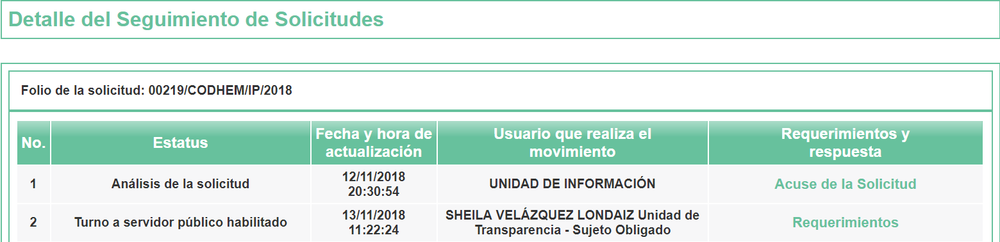 Detalle del Seguimiento de Solicitudes
Folio de la solicitud: 00219/CODHEM/IP/2018
No.
Estatus
Fecha y hora de
actualización
Usuario que realiza el
movimiento
Requerimientos y
respuesta
1
Análisis de la solicitud
12/11/2018
20:30:54
UNIDAD DE INFORMACIÓN
Acuse de la Solicitud
2
Turno a servidor público habilitado
13/11/2018
11:22:24
SHEILA VELÁZQUEZ LONDAIZ Unidad de
Transparencia - Sujeto Obligado
Requerimientos